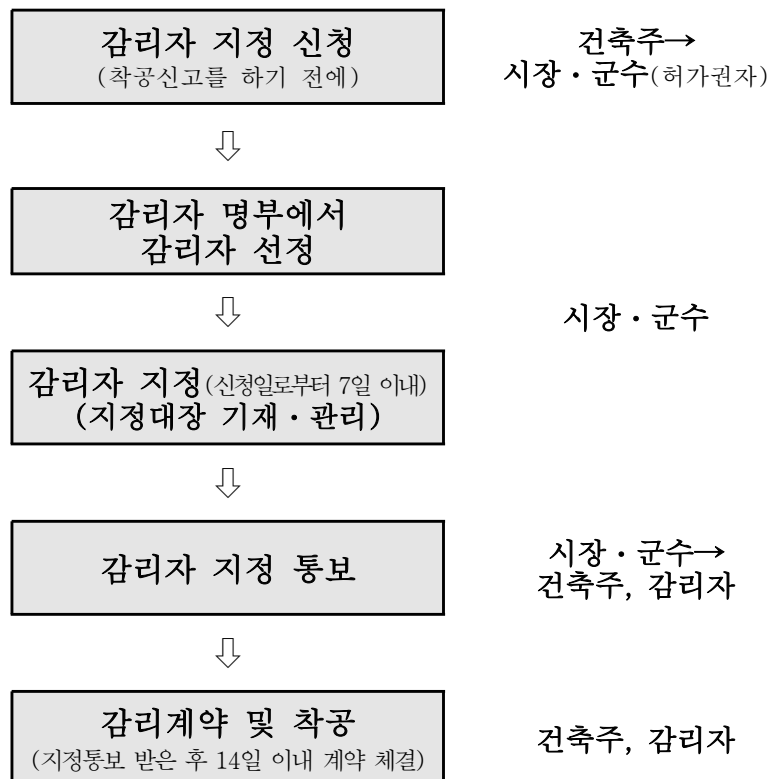 감리자 지정 신청
(착공신고를 하기 전에)
건축주→
시장・군수(허가권자)
⇩
감리자 명부에서
감리자 선정
⇩
시장・군수
감리자 지정(신청일로부터 7일 이내)
(지정대장 기재・관리)
⇩
감리자 지정 통보
시장・군수→
건축주, 감리자
⇩
감리계약 및 착공
(지정통보 받은 후 14일 이내 계약 체결)
건축주, 감리자